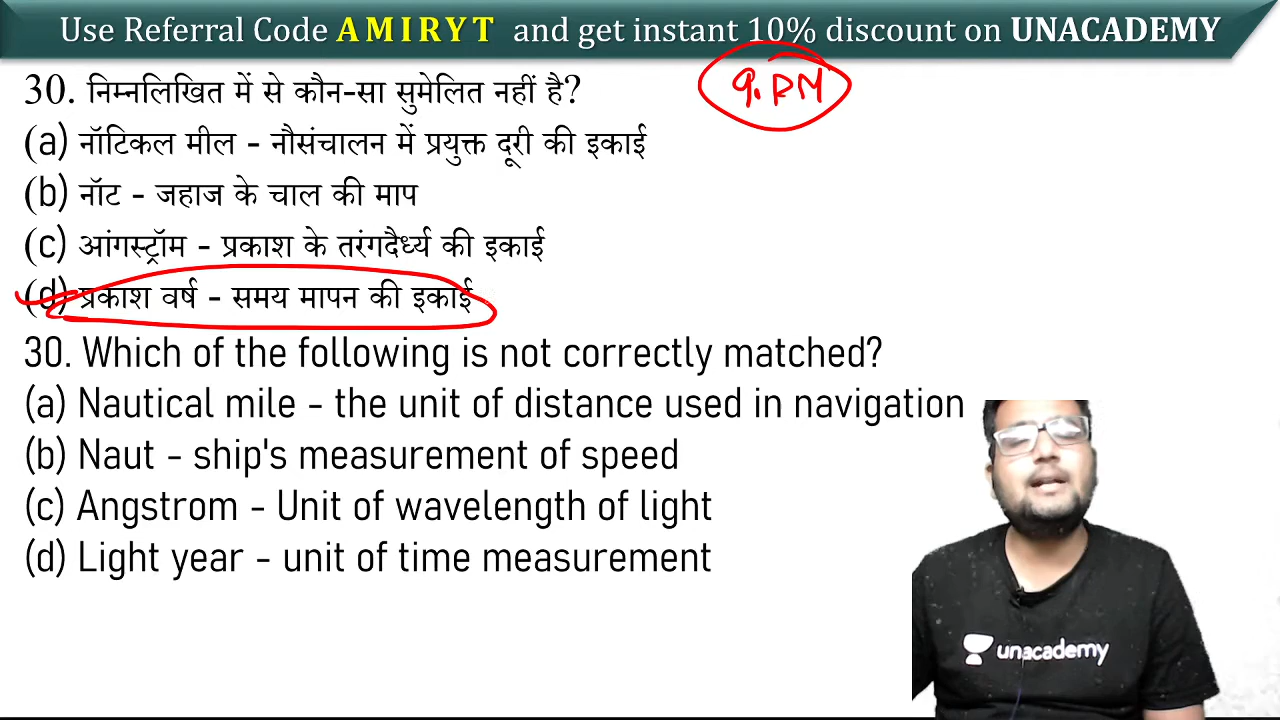 Use Referral Code AMIRYT and get instant 10% discount on UNACADEMY
30. निम्नलिखित में से कौन-सा सुमेलित नहीं है?
9.PM
(a) नॉटिकल मील - नौसंचालन में प्रयुक्त दूरी की इकाई
(b) नॉट - जहाज के चाल की माप
(c) आंगस्ट्रॉम - प्रकाश के तरंगदैर्ध्य की इकाई
(d) प्रकाश वर्ष - समय मापन की इकाई
30. Which of the following is not correctly matched?
(a) Nautical mile - the unit of distance used in navigation
(b) Naut - ship's measurement of speed
(c) Angstrom - Unit of wavelength of light
(d) Light year - unit of time measurement
unacademy